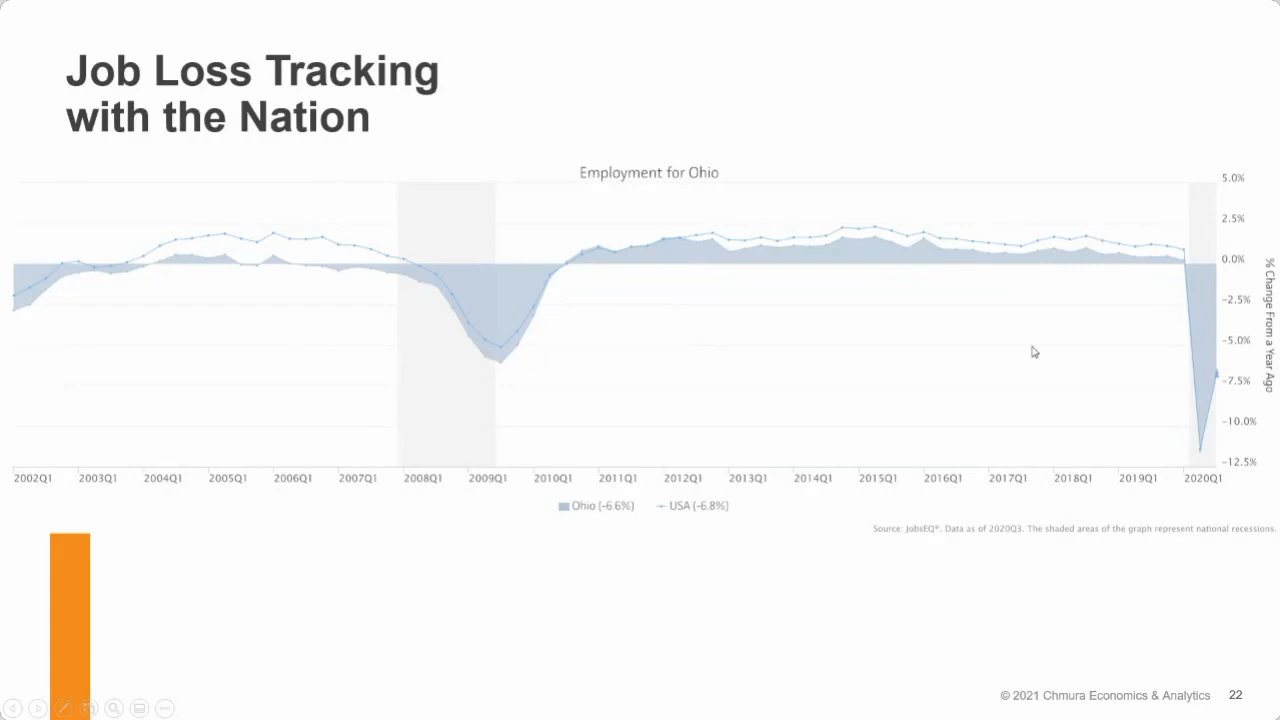 Job Loss Tracking
with the Nation
Employment for Ohio
5.0%
2.5%
0.0%
-2.5%
-5.0%
-7.5%
-10.0%
-12.5%
% Change From a Year Ago
2002Q1 2003Q1 2004Q1 2005Q1 2006Q1 2007Q1 2008Q1 2009Q1 2010Q1 2011Q1 2012Q1 2013Q1 2014Q1 2015Q1 2016Q1 2017Q1 2018Q1 2019Q1 2020Q1
Ohio (-6.6%) USA (-6.8%)
Source: JobsEQ®. Data as of 2020Q3. The shaded areas of the graph represent national recessions.
© 2021 Chmura Economics & Analytics 22